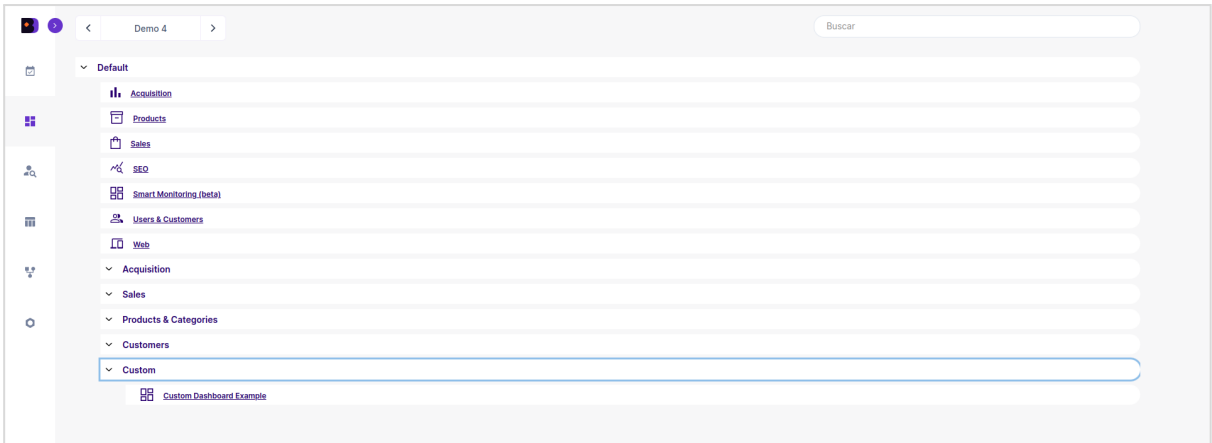 Demo 4
Buscar
Default
Acquisition
Products
Sales
SEO
Smart Monitoring (beta)
Users & Customers
Web
Acquisition
Sales
Products & Categories
Customers
Custom
Custom Dashboard Example